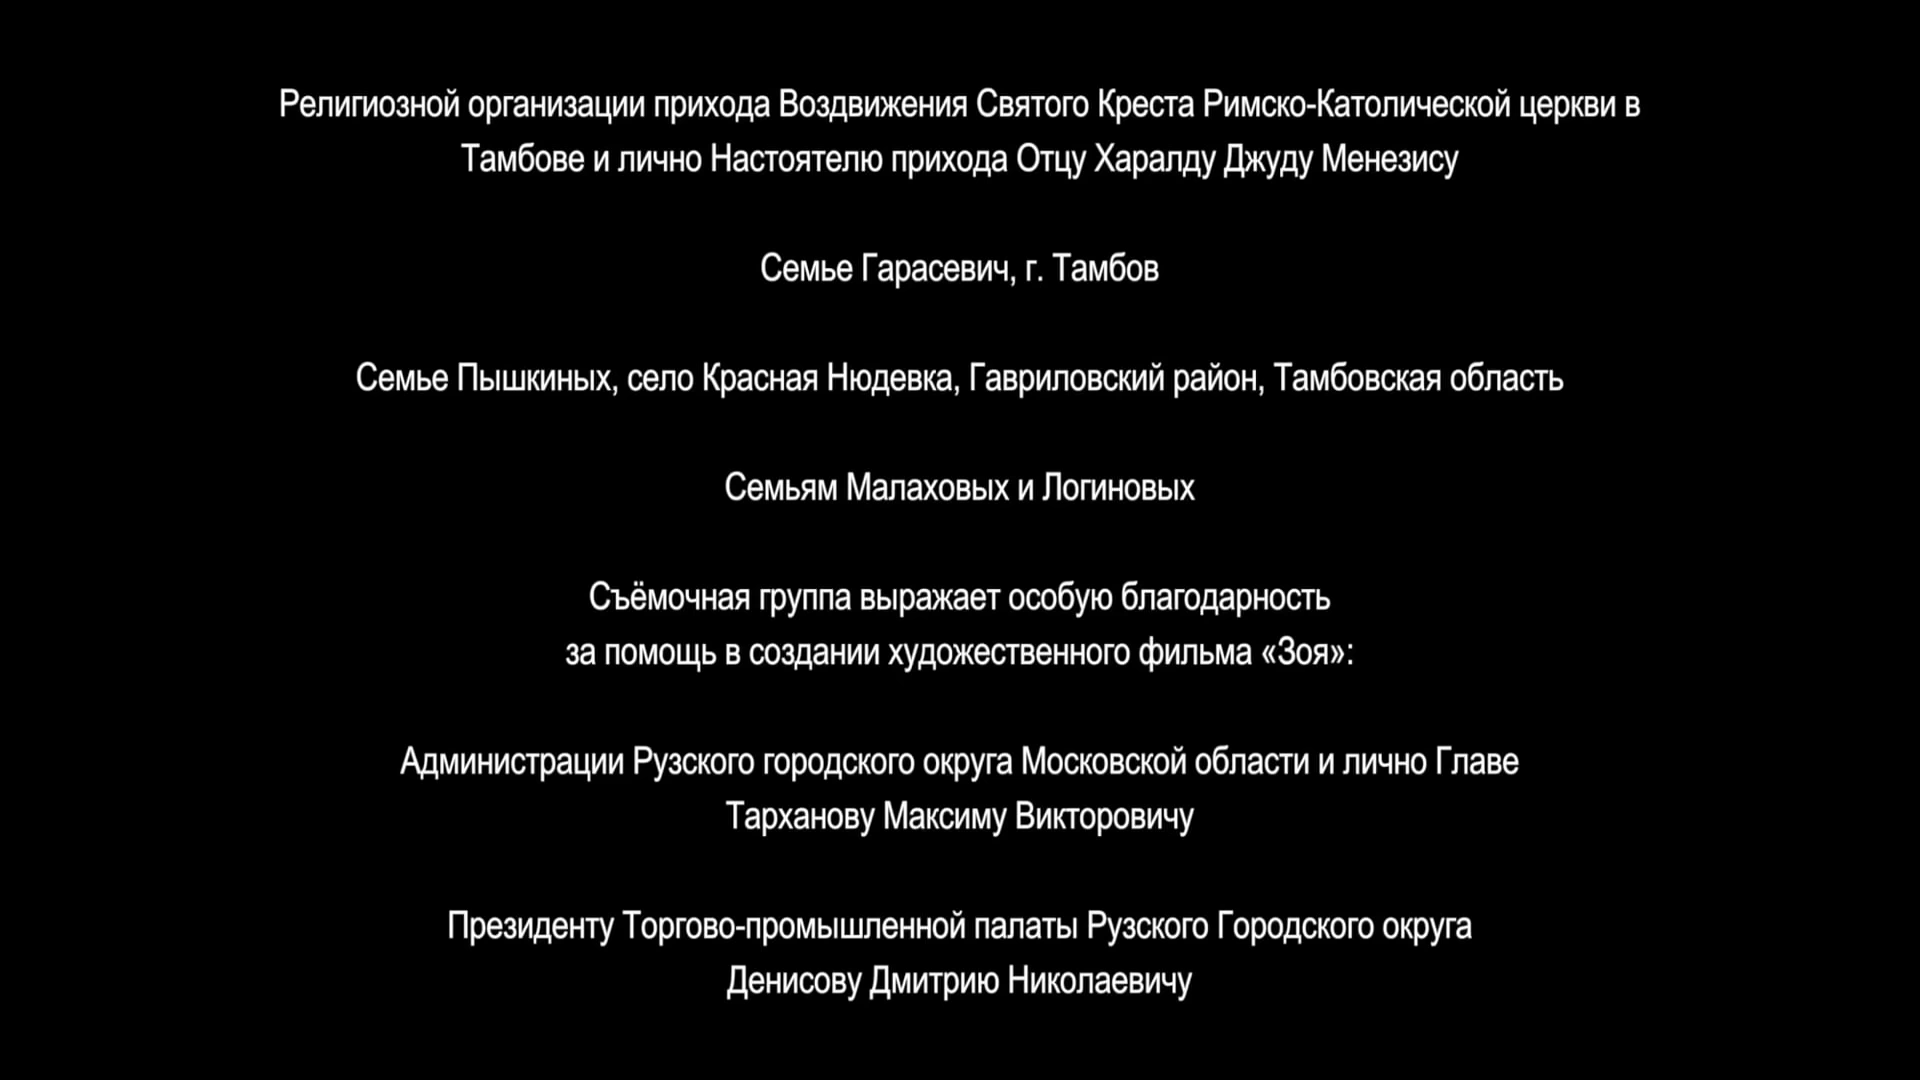 Религиозной организации прихода Воздвижения Святого Креста Римско-Католической церкви в
Тамбове и лично Настоятелю прихода Отцу Харалду Джуду Менезису
Семье Гарасевич, г. Тамбов
Семье Пышкиных, село Красная Нюдевка, Гавриловский район, Тамбовская область
Семьям Малаховых и Логиновых
Съёмочная группа выражает особую благодарность
за помощь в создании художественного фильма «Зоя»:
Администрации Рузского городского округа Московской области и лично Главе
Тарханову Максиму Викторовичу
Президенту Торгово-промышленной палаты Рузского Городского округа
Денисову Дмитрию Николаевичу